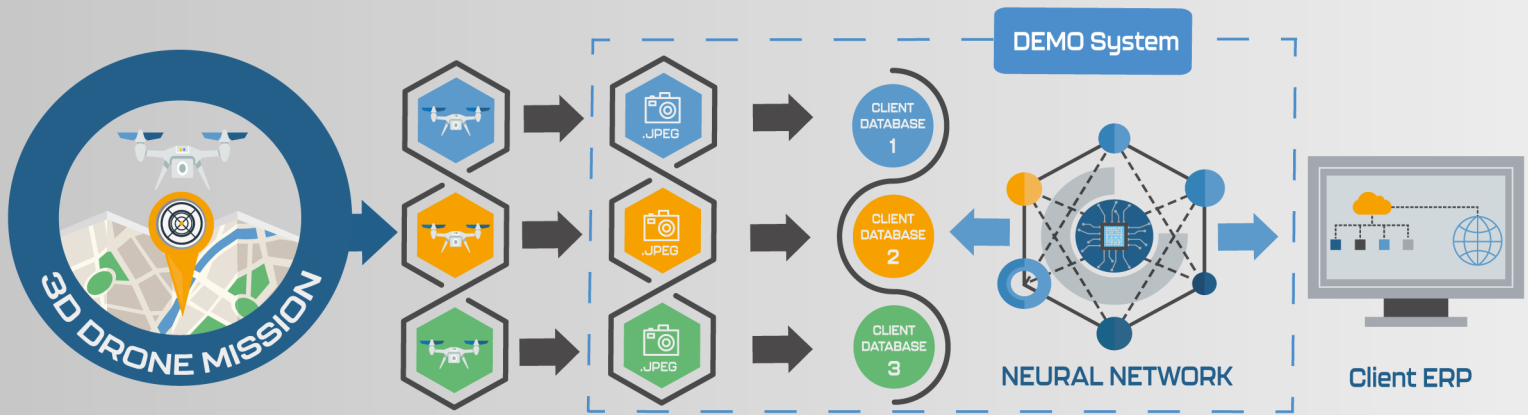 3D DRONE MISSION
.JPEG
.JPEG
.JPEG
CLIENT
DATABASE
1
CLIENT
DATABASE
2
CLIENT
DATABASE
3
DEMO System
NEURAL NETWORK
Client ERP